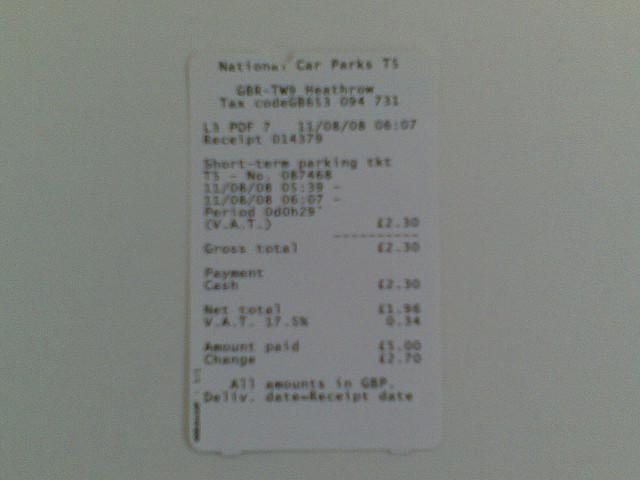 National Car Parks T5
GBR-TW9 Heathrow
Tax codeGB653 094 731
L3 PDF 7 11/08/08 06:07
Receipt 014379
Short-term parking tkt
T5 - No. 087468
11/08/08 05:39 -
11/08/08 06:07 -
Period 0d0h29'
(V.A.T.) £2.30
----------
Gross total £2.30
Payment
Cash £2.30
Net total £1.96
V.A.T. 17.5% 0.34
Amount paid £5.00
Change £2.70
All amounts in GBP.
Deliv. date=Receipt date